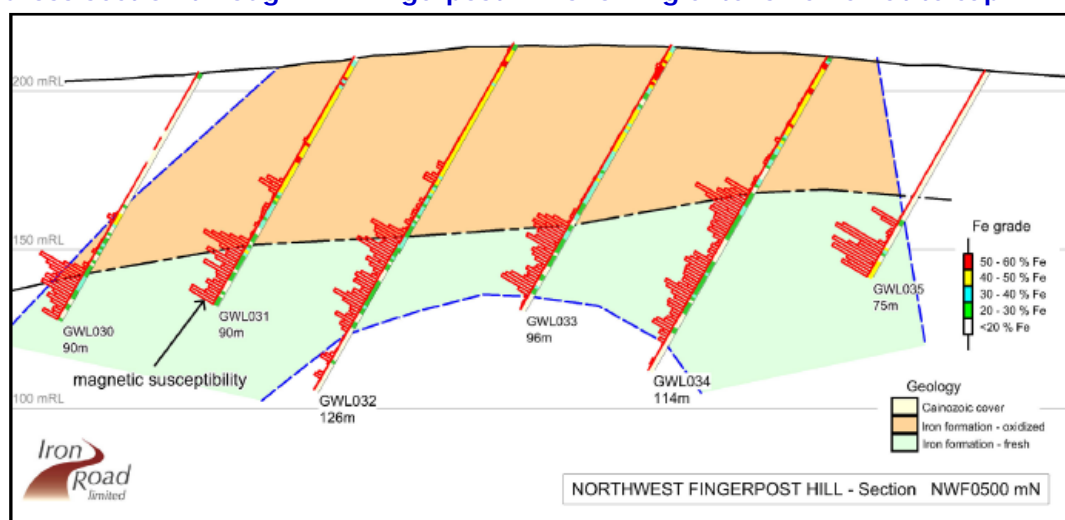 200 mRL
150 mRL
100 mRL
GWL030
90m
GWL031
90m
GWL032
126m
GWL033
96m
GWL034
114m
GWL035
75m
magnetic susceptibility
Fe grade
50 - 60 % Fe
40 - 50 % Fe
30 - 40 % Fe
20 - 30 % Fe
<20 % Fe
Geology
Cainozoic cover
Iron formation - oxidized
Iron formation - fresh
Iron
Road
limited
NORTHWEST FINGERPOST HILL - Section NWF0500 mN